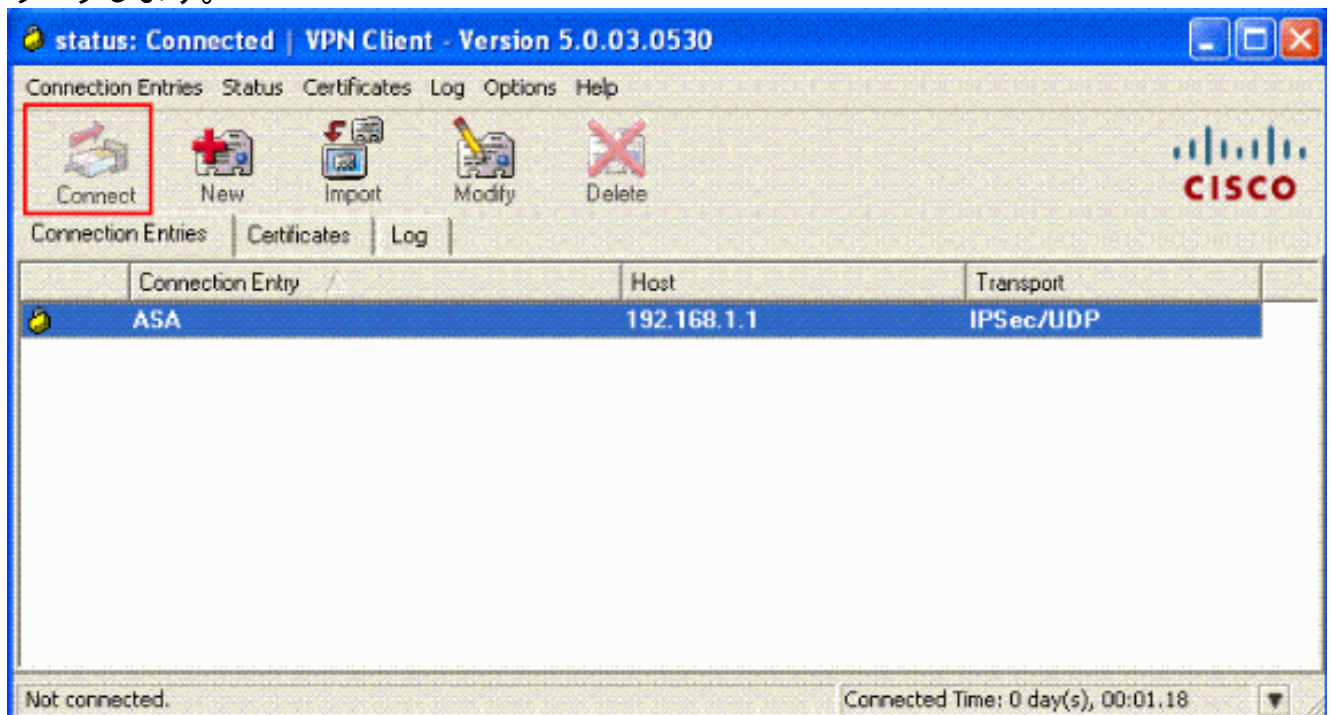 status: Connected | VPN Client - Version 5.0.03.0530
Connection Entries Status Certificates Log Options Help
Connect New Import Modify Delete
CISCO
Connection Entries Certificates Log
Connection Entry Host Transport
ASA 192.168.1.1 IPSec/UDP
Not connected. Connected Time: 0 day(s), 00:01.18